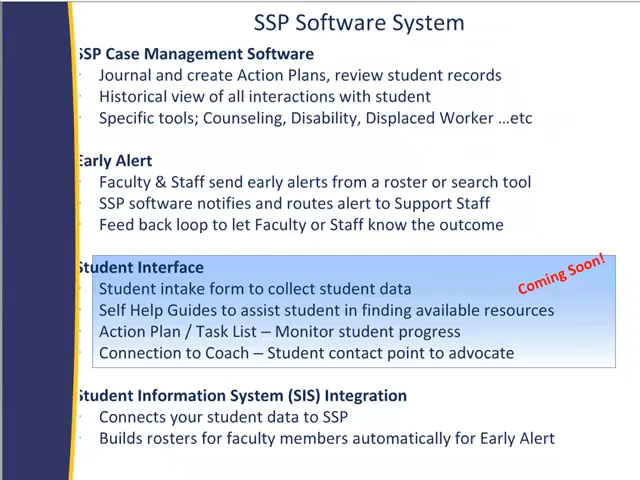 SSP Software System
SSP Case Management Software
Journal and create Action Plans, review student records
Historical view of all interactions with student
Specific tools; Counseling, Disability, Displaced Worker …etc
Early Alert
Faculty & Staff send early alerts from a roster or search tool
SSP software notifies and routes alert to Support Staff
Feed back loop to let Faculty or Staff know the outcome
Student Interface
Coming Soon!
Student intake form to collect student data
Self Help Guides to assist student in finding available resources
Action Plan / Task List – Monitor student progress
Connection to Coach – Student contact point to advocate
Student Information System (SIS) Integration
Connects your student data to SSP
Builds rosters for faculty members automatically for Early Alert